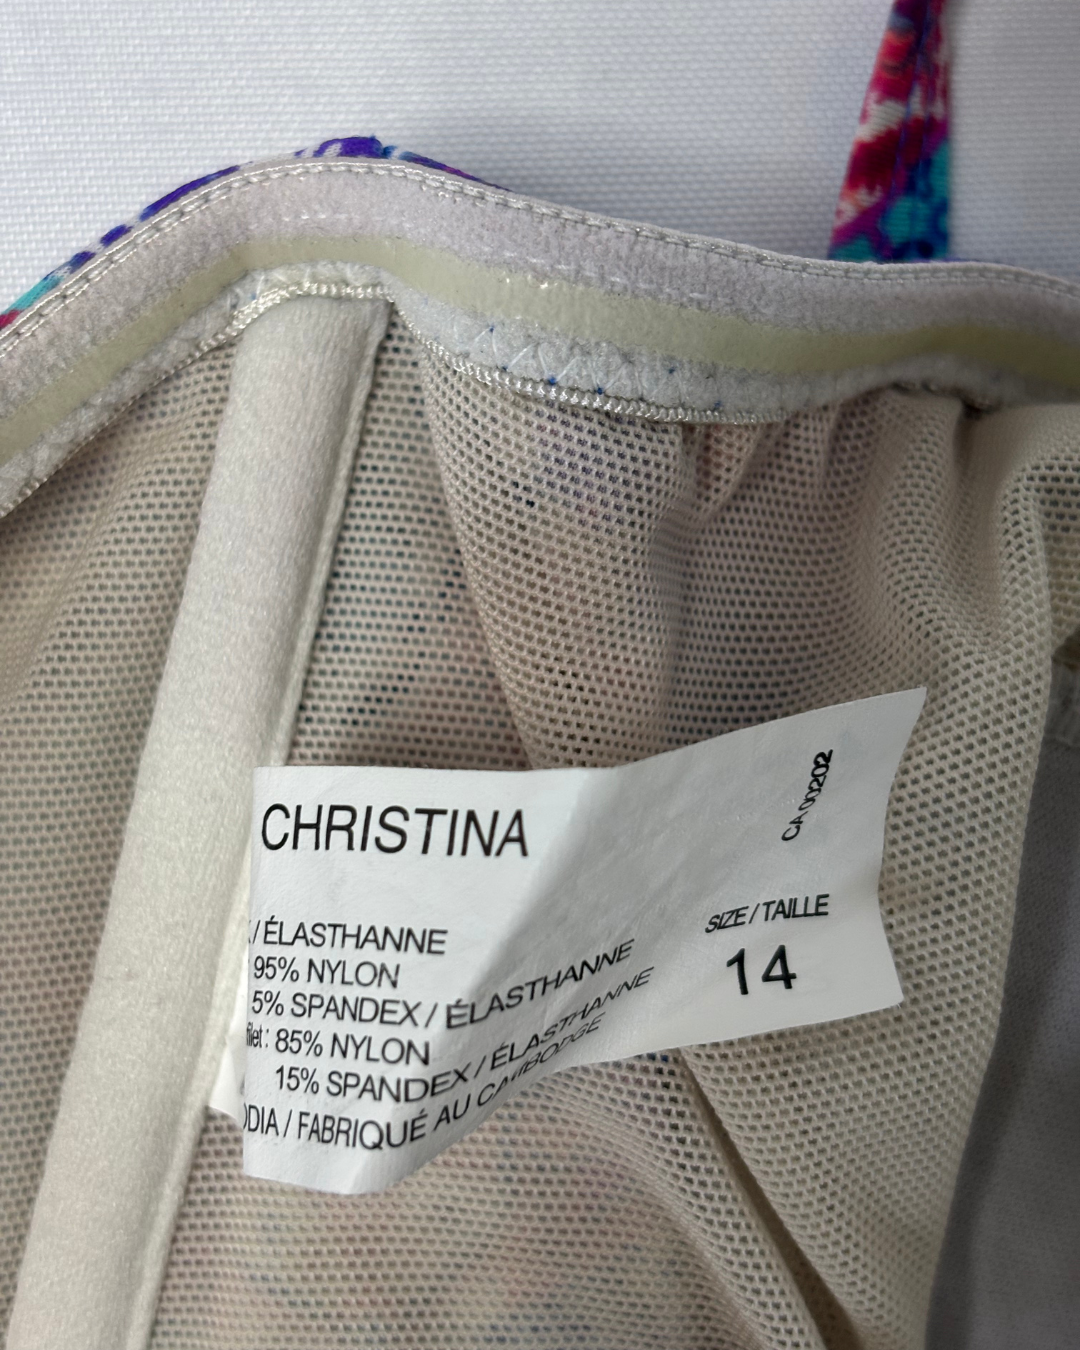 CHRISTINA
CA 00202
SIZE / TAILLE
14
/ ÉLASTHANNE
95% NYLON
5% SPANDEX / ÉLASTHANNE
filet : 85% NYLON
15% SPANDEX / ÉLASTHANNE
ODIA / FABRIQUÉ AU CAMBODGE